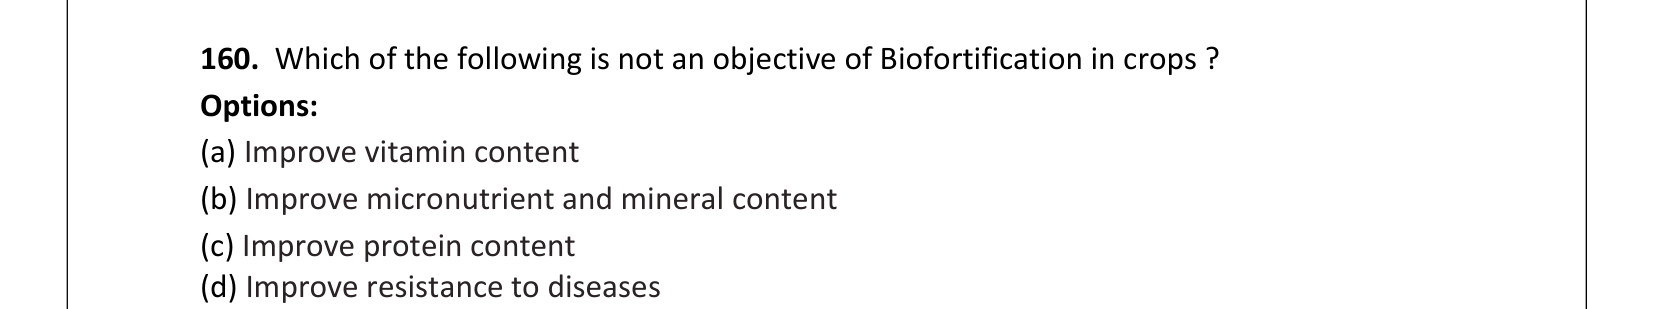 160. Which of the following is not an objective of Biofortification in crops ?
Options:
(a) Improve vitamin content
(b) Improve micronutrient and mineral content
(c) Improve protein content
(d) Improve resistance to diseases